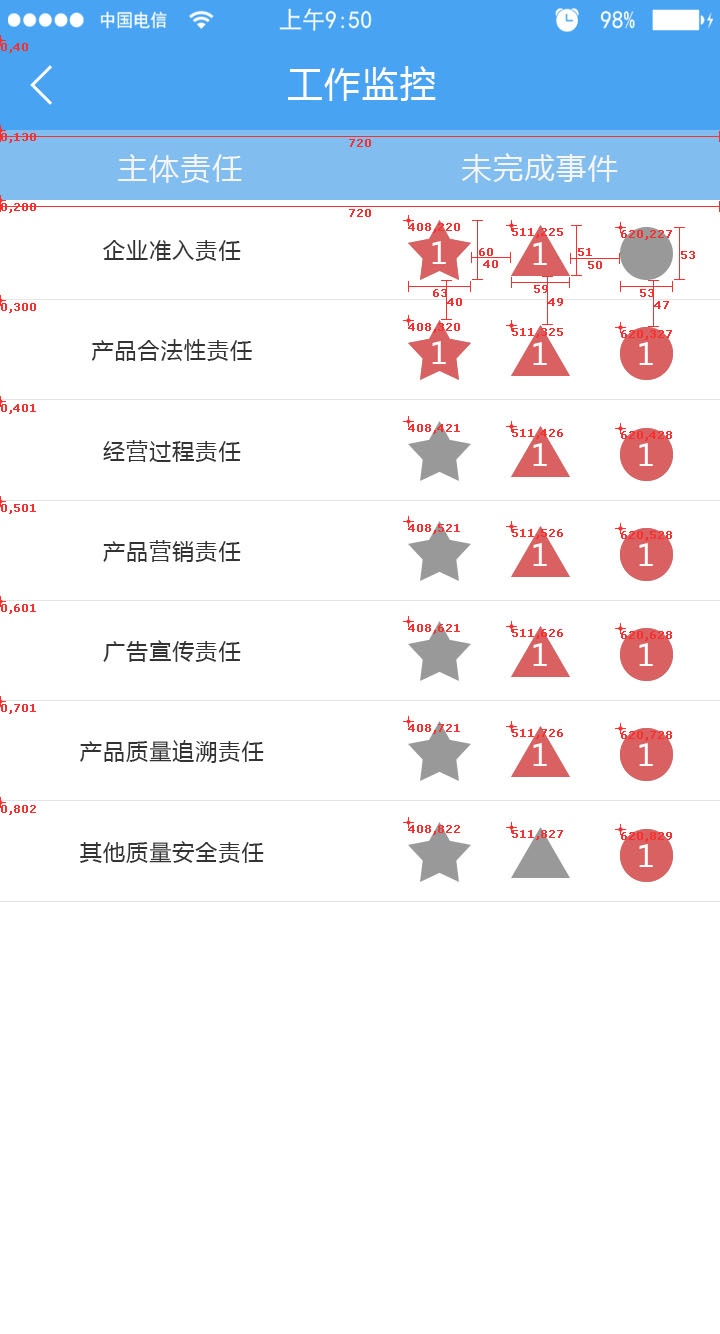 中国电信 上午9:50 98%
0,40
工作监控
0,130
720
主体责任 未完成事件
0,200
720
企业准入责任 408,220 1 60 40 63 40 511,225 1 51 50 59 49 620,227 53 53 47
0,300
产品合法性责任 408,320 1 511,325 1 620,327 1
0,401
经营过程责任 408,421 511,426 1 620,428 1
0,501
产品营销责任 408,521 511,526 1 620,528 1
0,601
广告宣传责任 408,621 511,626 1 620,628 1
0,701
产品质量追溯责任 408,721 511,726 1 620,728 1
0,802
其他质量安全责任 408,822 511,827 620,829 1